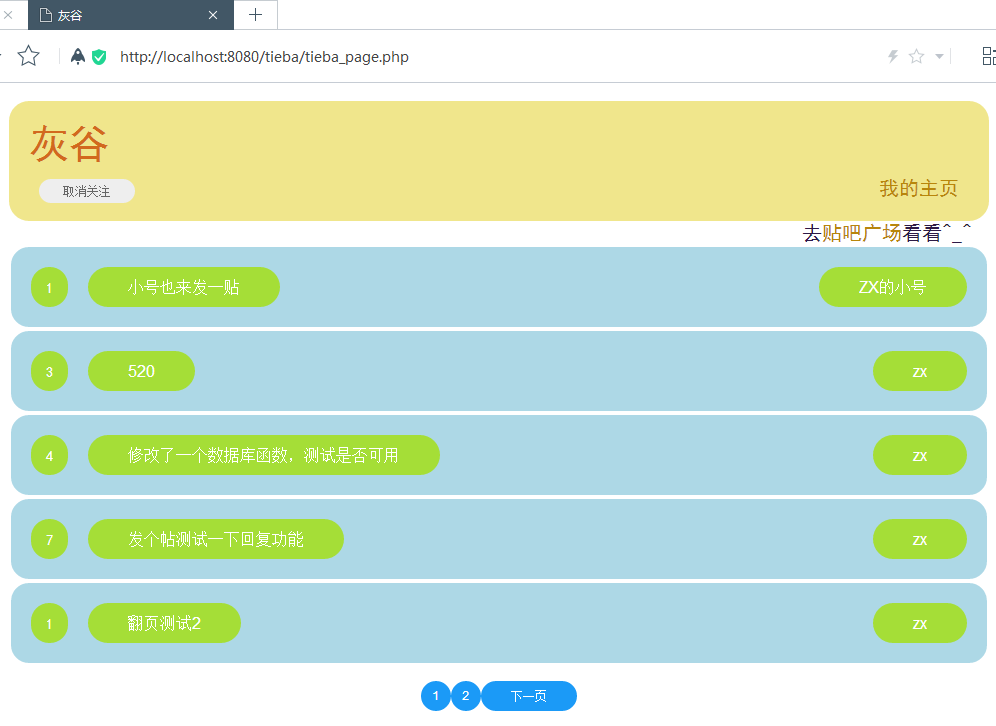 灰谷
http://localhost:8080/tieba/tieba_page.php
灰谷
取消关注
我的主页
去贴吧广场看看^_^
1 小号也来发一贴 ZX的小号
3 520 zx
4 修改了一个数据库函数，测试是否可用 zx
7 发个帖测试一下回复功能 zx
1 翻页测试2 zx
1 2 下一页